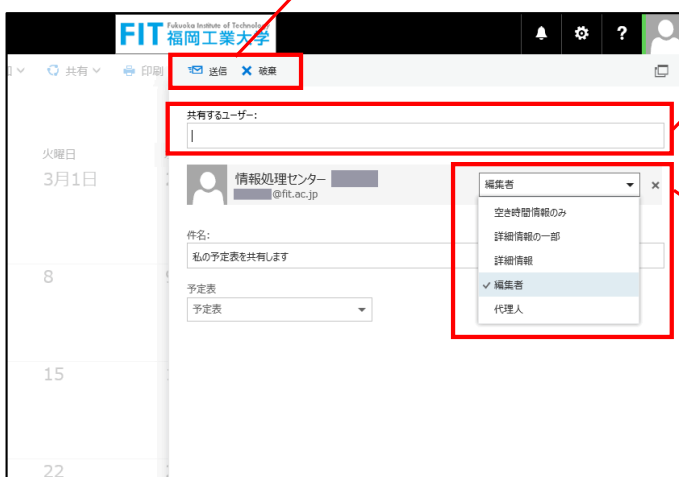 FIT Fukuoka Institute of Technology
福岡工業大学
?
共有 印刷
送信 破棄
共有するユーザー:
火曜日
3月1日
情報処理センター
@fit.ac.jp
編集者
空き時間情報のみ
詳細情報の一部
詳細情報
編集者
代理人
件名:
私の予定表を共有します
予定表
予定表
8
15
22